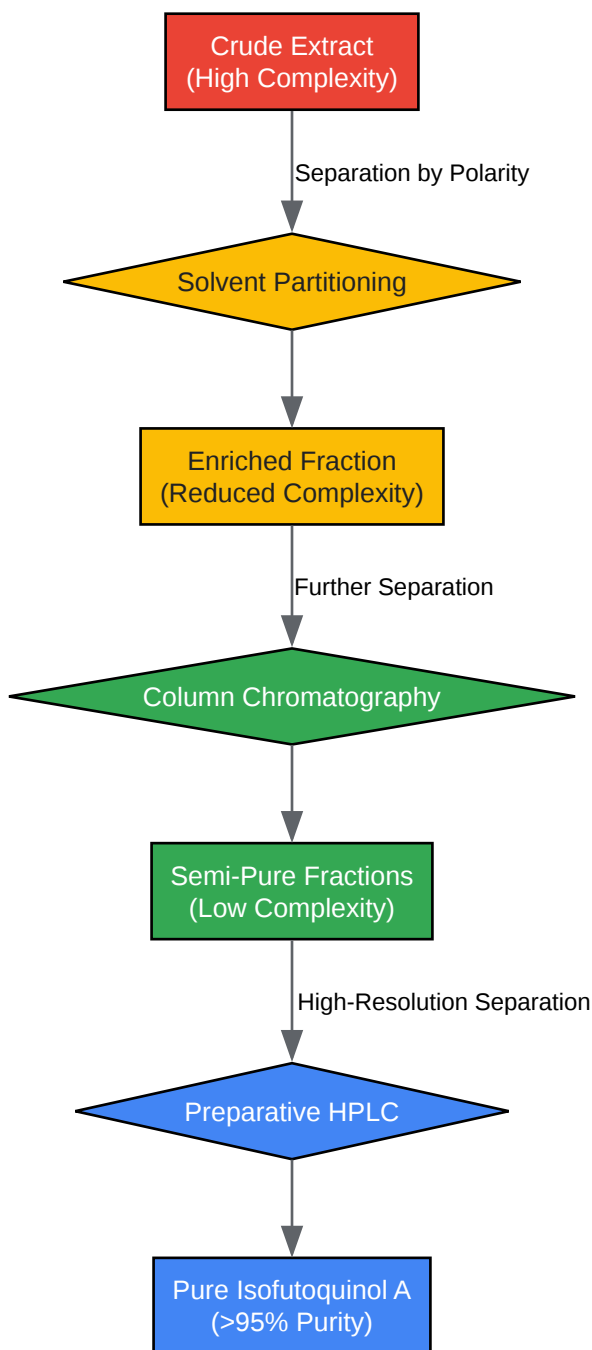 Crude Extract
(High Complexity)
Separation by Polarity
Solvent Partitioning
Enriched Fraction
(Reduced Complexity)
Further Separation
Column Chromatography
Semi-Pure Fractions
(Low Complexity)
High-Resolution Separation
Preparative HPLC
Pure Isofutoquinol A
(>95% Purity)